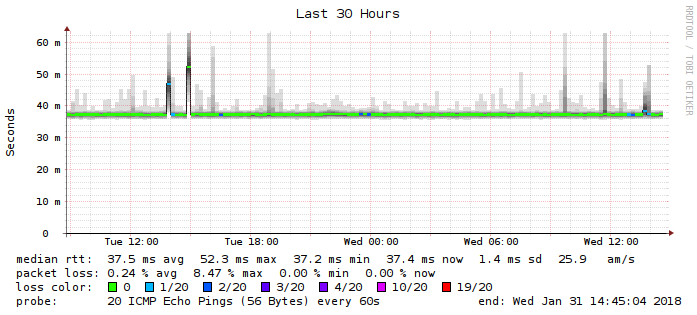 Last 30 Hours
RRDTOOL / TOBI OETIKER
Seconds
60 m
50 m
40 m
30 m
20 m
10 m
0
Tue 12:00 Tue 18:00 Wed 00:00 Wed 06:00 Wed 12:00
median rtt: 37.5 ms avg 52.3 ms max 37.2 ms min 37.4 ms now 1.4 ms sd 25.9 am/s
packet loss: 0.24 % avg 8.47 % max 0.00 % min 0.00 % now
loss color: 0 1/20 2/20 3/20 4/20 10/20 19/20
probe: 20 ICMP Echo Pings (56 Bytes) every 60s end: Wed Jan 31 14:45:04 2018